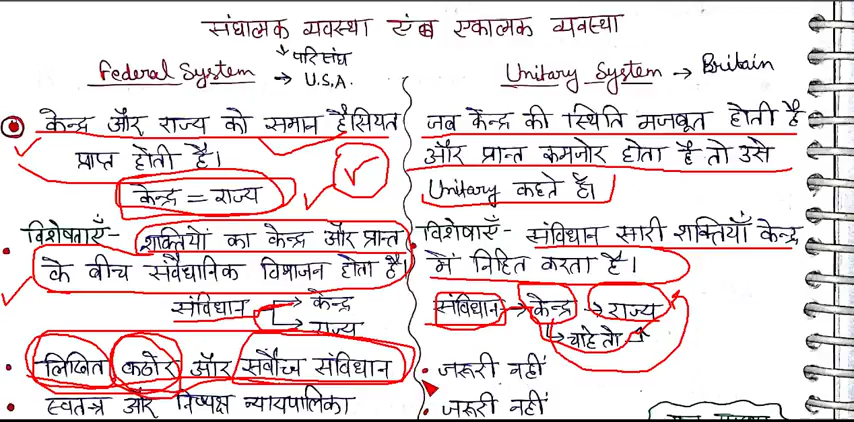 संघात्मक व्यवस्था एंब एकात्मक व्यवस्था
परिसंघ
Federal System → U.S.A.
केन्द्र और राज्य को समान हैसियत
प्राप्त होती है।
केन्द्र = राज्य
विशेषताएँ- शक्तियों का केन्द्र और प्रान्त
के बीच संवैधानिक विभाजन होता है।
संविधान → केन्द्र
→ राज्य
लिखित कठोर और सर्वोच्च संविधान
स्वतन्त्र और निष्पक्ष न्यायपालिका
Unitary System → Britain
जब केन्द्र की स्थिति मजबूत होती है
और प्रान्त कमजोर होता है तो उसे
Unitary कहते हैं।
विशेषाएँ- संविधान सारी शक्तियाँ केन्द्र
में निहित करता है।
संविधान → केन्द्र → राज्य
चाहे तो
जरूरी नहीं
जरूरी नहीं